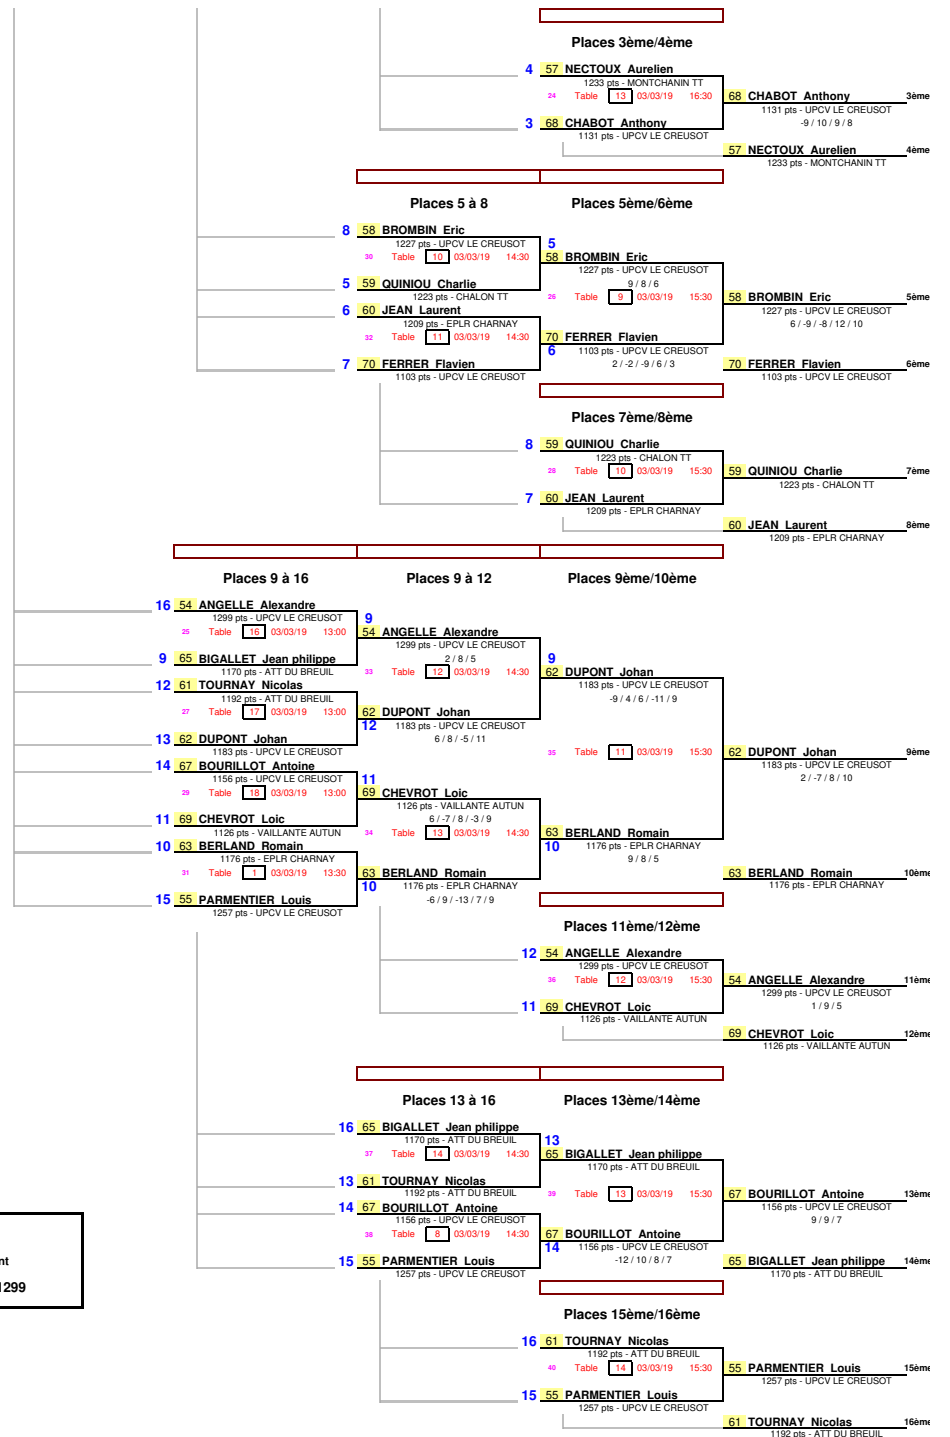 Places 3ème/4ème
4 57 NECTOUX Aurelien
1233 pts - MONTCHANIN TT
24 Table 13 03/03/19 16:30
68 CHABOT Anthony 3ème
1131 pts - UPCV LE CREUSOT
-9 / 10 / 9 / 8
3 68 CHABOT Anthony
1131 pts - UPCV LE CREUSOT
57 NECTOUX Aurelien 4ème
1233 pts - MONTCHANIN TT
Places 5 à 8 Places 5ème/6ème
8 58 BROMBIN Eric
1227 pts - UPCV LE CREUSOT
5
30 Table 10 03/03/19 14:30
58 BROMBIN Eric
1227 pts - UPCV LE CREUSOT
9 / 8 / 6
5 59 QUINIOU Charlie
1223 pts - CHALON TT
26 Table 9 03/03/19 15:30
58 BROMBIN Eric 5ème
1227 pts - UPCV LE CREUSOT
6 / -9 / -8 / 12 / 10
6 60 JEAN Laurent
1209 pts - EPLR CHARNAY
32 Table 11 03/03/19 14:30
70 FERRER Flavien
6
1103 pts - UPCV LE CREUSOT
2 / -2 / -9 / 6 / 3
7 70 FERRER Flavien
1103 pts - UPCV LE CREUSOT
70 FERRER Flavien 6ème
1103 pts - UPCV LE CREUSOT
Places 7ème/8ème
8 59 QUINIOU Charlie
1223 pts - CHALON TT
28 Table 10 03/03/19 15:30
59 QUINIOU Charlie 7ème
1223 pts - CHALON TT
7 60 JEAN Laurent
1209 pts - EPLR CHARNAY
60 JEAN Laurent 8ème
1209 pts - EPLR CHARNAY
Places 9 à 16 Places 9 à 12 Places 9ème/10ème
16 54 ANGELLE Alexandre
1299 pts - UPCV LE CREUSOT
9
25 Table 16 03/03/19 13:00
54 ANGELLE Alexandre
1299 pts - UPCV LE CREUSOT
2 / 8 / 5
9 65 BIGALLET Jean philippe
1170 pts - ATT DU BREUIL
33 Table 12 03/03/19 14:30
9
62 DUPONT Johan
1183 pts - UPCV LE CREUSOT
-9 / 4 / 6 / -11 / 9
12 61 TOURNAY Nicolas
1192 pts - ATT DU BREUIL
27 Table 17 03/03/19 13:00
62 DUPONT Johan
12
1183 pts - UPCV LE CREUSOT
6 / 8 / -5 / 11
13 62 DUPONT Johan
1183 pts - UPCV LE CREUSOT
35 Table 11 03/03/19 15:30
62 DUPONT Johan 9ème
1183 pts - UPCV LE CREUSOT
2 / -7 / 8 / 10
14 67 BOURILLOT Antoine
1156 pts - UPCV LE CREUSOT
11
29 Table 18 03/03/19 13:00
69 CHEVROT Loic
1126 pts - VAILLANTE AUTUN
6 / -7 / 8 / -3 / 9
11 69 CHEVROT Loic
1126 pts - VAILLANTE AUTUN
34 Table 13 03/03/19 14:30
63 BERLAND Romain
10
1176 pts - EPLR CHARNAY
9 / 8 / 5
10 63 BERLAND Romain
1176 pts - EPLR CHARNAY
31 Table 1 03/03/19 13:30
63 BERLAND Romain
10
1176 pts - EPLR CHARNAY
-6 / 9 / -13 / 7 / 9
63 BERLAND Romain 10ème
1176 pts - EPLR CHARNAY
15 55 PARMENTIER Louis
1257 pts - UPCV LE CREUSOT
Places 11ème/12ème
12 54 ANGELLE Alexandre
1299 pts - UPCV LE CREUSOT
36 Table 12 03/03/19 15:30
54 ANGELLE Alexandre 11ème
1299 pts - UPCV LE CREUSOT
1 / 9 / 5
11 69 CHEVROT Loic
1126 pts - VAILLANTE AUTUN
69 CHEVROT Loic 12ème
1126 pts - VAILLANTE AUTUN
Places 13 à 16 Places 13ème/14ème
16 65 BIGALLET Jean philippe
1170 pts - ATT DU BREUIL
13
37 Table 14 03/03/19 14:30
65 BIGALLET Jean philippe
1170 pts - ATT DU BREUIL
13 61 TOURNAY Nicolas
1192 pts - ATT DU BREUIL
39 Table 13 03/03/19 15:30
67 BOURILLOT Antoine 13ème
1156 pts - UPCV LE CREUSOT
9 / 9 / 7
14 67 BOURILLOT Antoine
1156 pts - UPCV LE CREUSOT
38 Table 8 03/03/19 14:30
67 BOURILLOT Antoine
14
1156 pts - UPCV LE CREUSOT
-12 / 10 / 8 / 7
15 55 PARMENTIER Louis
1257 pts - UPCV LE CREUSOT
65 BIGALLET Jean philippe 14ème
1170 pts - ATT DU BREUIL
nt
1299
Places 15ème/16ème
16 61 TOURNAY Nicolas
1192 pts - ATT DU BREUIL
40 Table 14 03/03/19 15:30
55 PARMENTIER Louis 15ème
1257 pts - UPCV LE CREUSOT
15 55 PARMENTIER Louis
1257 pts - UPCV LE CREUSOT
61 TOURNAY Nicolas 16ème
1192 pts - ATT DU BREUIL